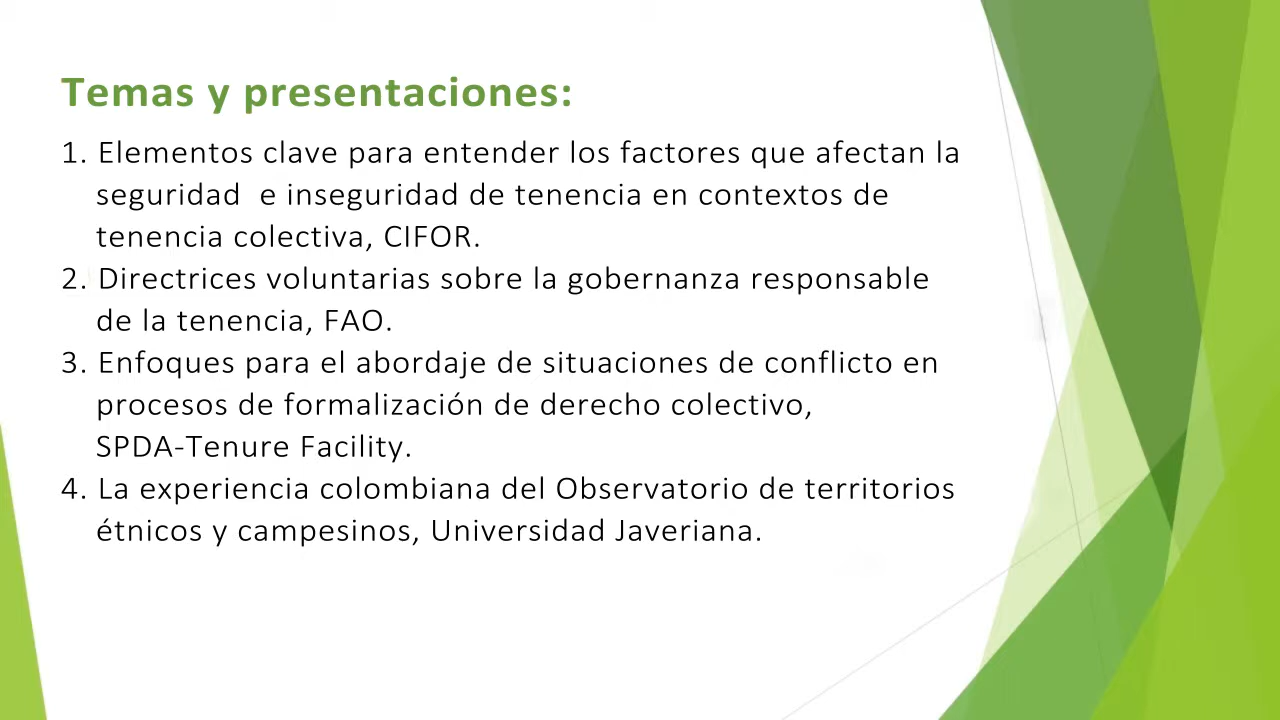 Temas y presentaciones:
1. Elementos clave para entender los factores que afectan la
seguridad  e inseguridad de tenencia en contextos de
tenencia colectiva, CIFOR.
2. Directrices voluntarias sobre la gobernanza responsable
de la tenencia, FAO.
3. Enfoques para el abordaje de situaciones de conflicto en
procesos de formalización de derecho colectivo,
SPDA-Tenure Facility.
4. La experiencia colombiana del Observatorio de territorios
étnicos y campesinos, Universidad Javeriana.